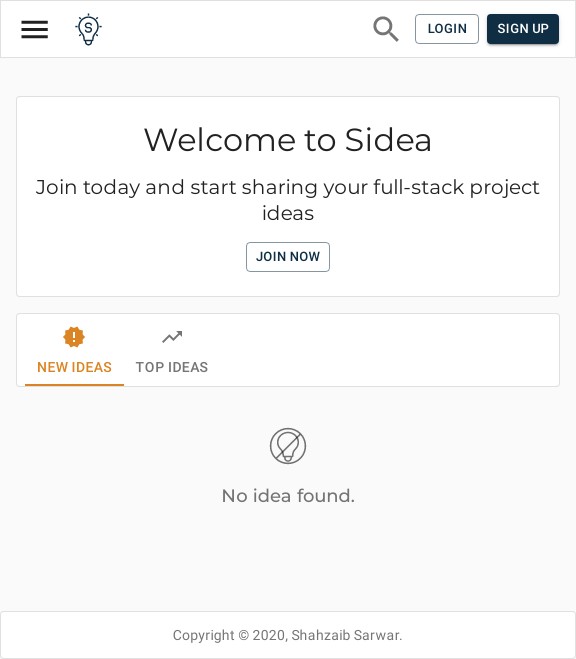 S
LOGIN
SIGN UP
Welcome to Sidea
Join today and start sharing your full-stack project
ideas
JOIN NOW
NEW IDEAS
TOP IDEAS
No idea found.
Copyright © 2020, Shahzaib Sarwar.